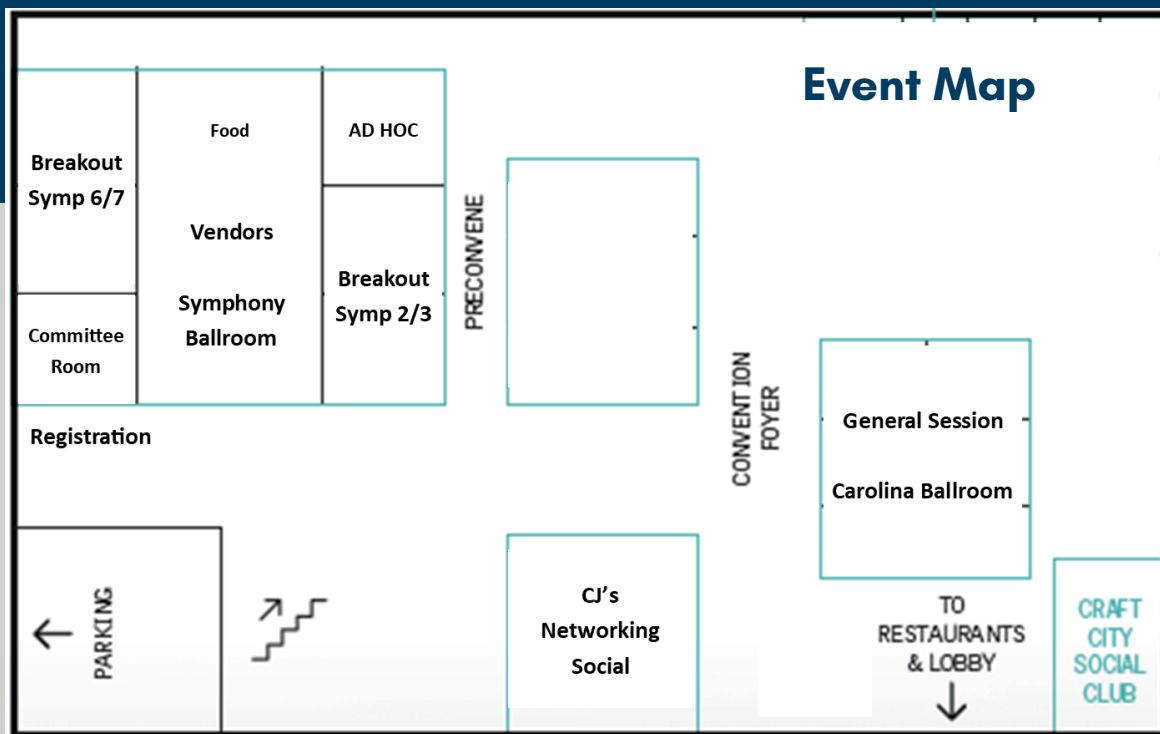 Event Map
Food
AD HOC
Breakout
Symp 6/7
Vendors
Symphony
Ballroom
Breakout
Symp 2/3
Committee
Room
PRECONVENE
Registration
CONVENTION
FOYER
General Session
Carolina Ballroom
PARKING
CJ’s
Networking
Social
TO
RESTAURANTS
& LOBBY
CRAFT
CITY
SOCIAL
CLUB